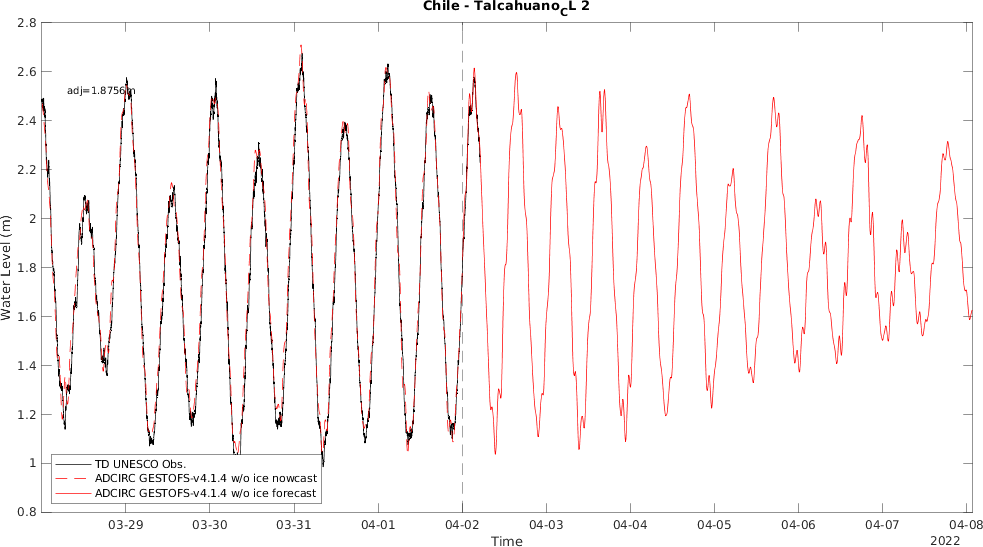 Chile - TalcahuanoCL 2
2.8
2.6
2.4
2.2
2
1.8
1.6
1.4
1.2
1
0.8
Water Level (m)
adj=1.8756m
TD UNESCO Obs.
ADCIRC GESTOFS-v4.1.4 w/o ice nowcast
ADCIRC GESTOFS-v4.1.4 w/o ice forecast
03-29 03-30 03-31 04-01 04-02 04-03 04-04 04-05 04-06 04-07 04-08
Time
2022